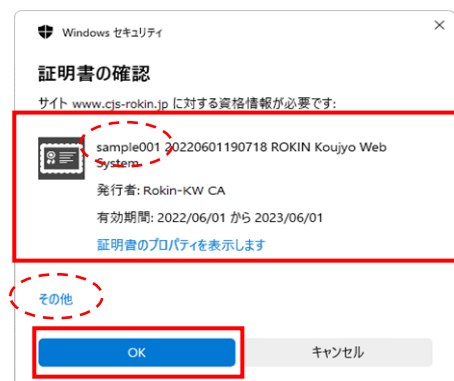 Windows セキュリティ
証明書の確認
サイト www.cjs-rokin.jp に対する資格情報が必要です:
sample001 20220601190718 ROKIN Koujyo Web
System
発行者: Rokin-KW CA
有効期間: 2022/06/01 から 2023/06/01
証明書のプロパティを表示します
その他
OK
キャンセル